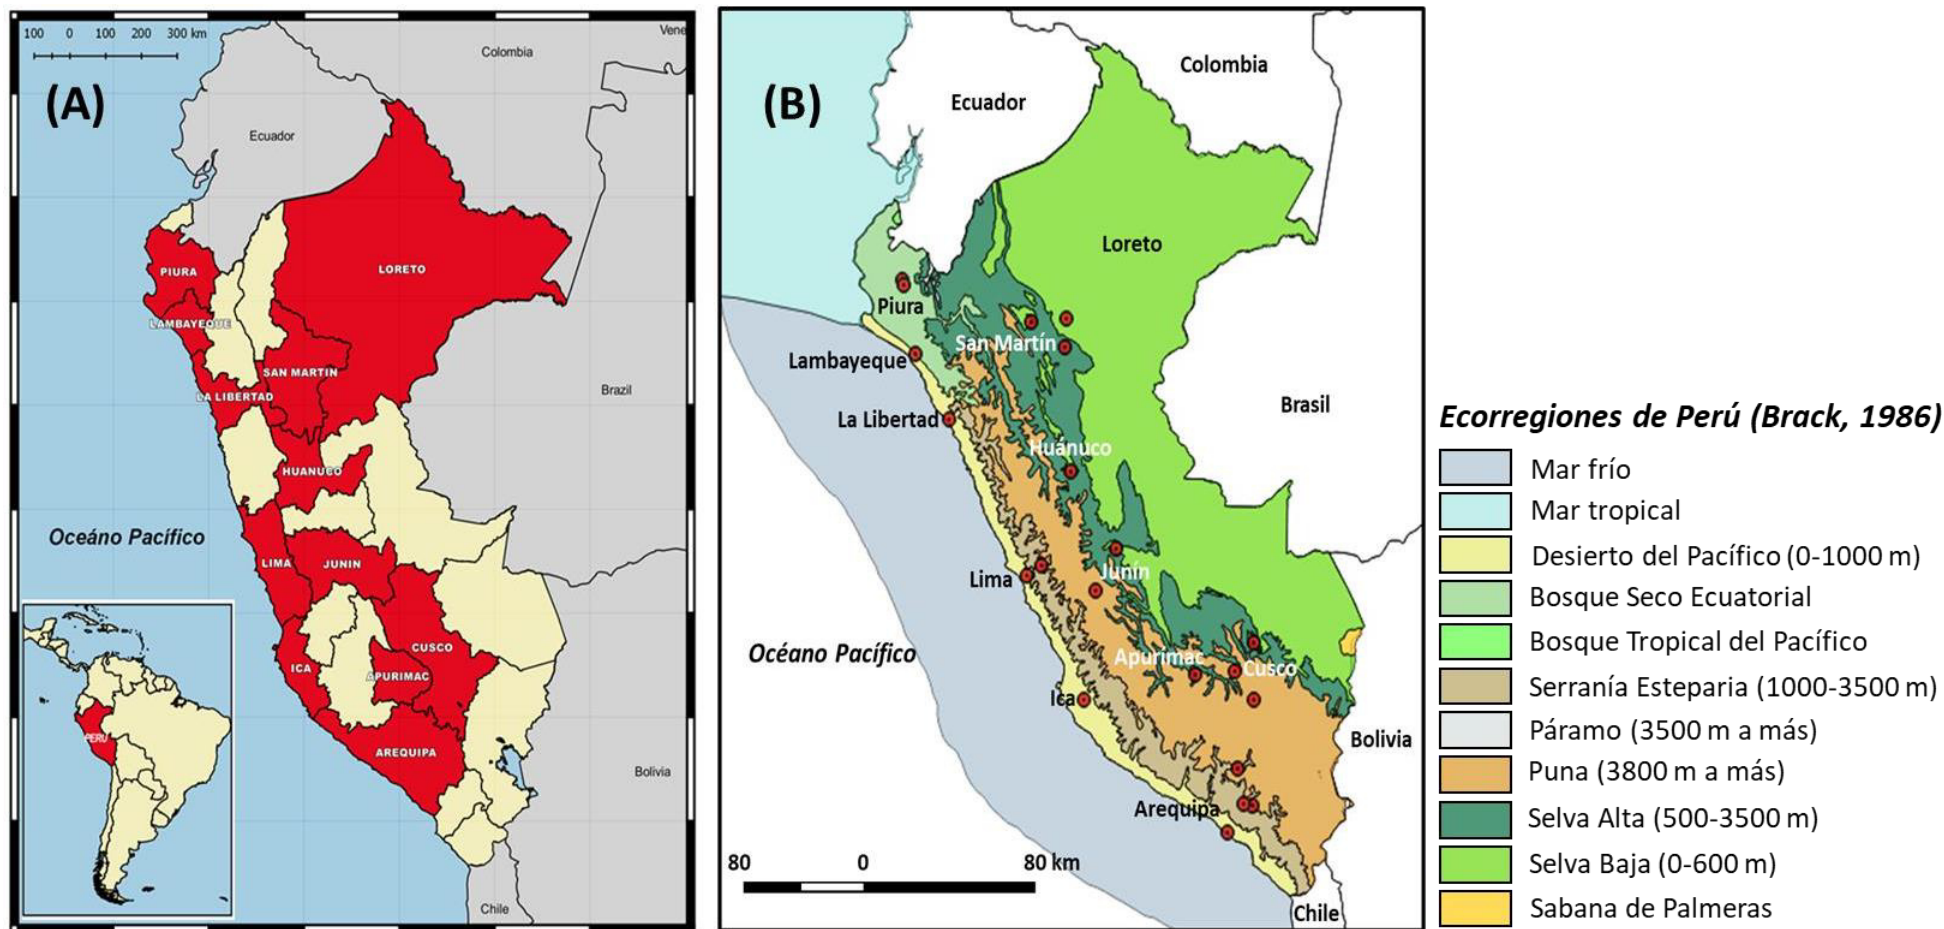 100 0 100 200 300 km
Vene
Colombia
(A)
Ecuador
PIURA
LORETO
LAMBAYEQUE
SAN MARTIN
LA LIBERTAD
Brazil
HUANUCO
Oceáno Pacífico
LIMA
JUNIN
CUSCO
ICA
APURIMAC
PERU
AREQUIPA
Bolivia
Chile
(B)
Colombia
Ecuador
Loreto
Piura
San Martín
Lambayeque
La Libertad
Brasil
Huánuco
Lima
Junín
Océano Pacífico
Apurimac
Cusco
Ica
Bolivia
Arequipa
80 0 80 km
Chile
Ecorregiones de Perú (Brack, 1986)
Mar frío
Mar tropical
Desierto del Pacífico (0-1000 m)
Bosque Seco Ecuatorial
Bosque Tropical del Pacífico
Serranía Esteparia (1000-3500 m)
Páramo (3500 m a más)
Puna (3800 m a más)
Selva Alta (500-3500 m)
Selva Baja (0-600 m)
Sabana de Palmeras